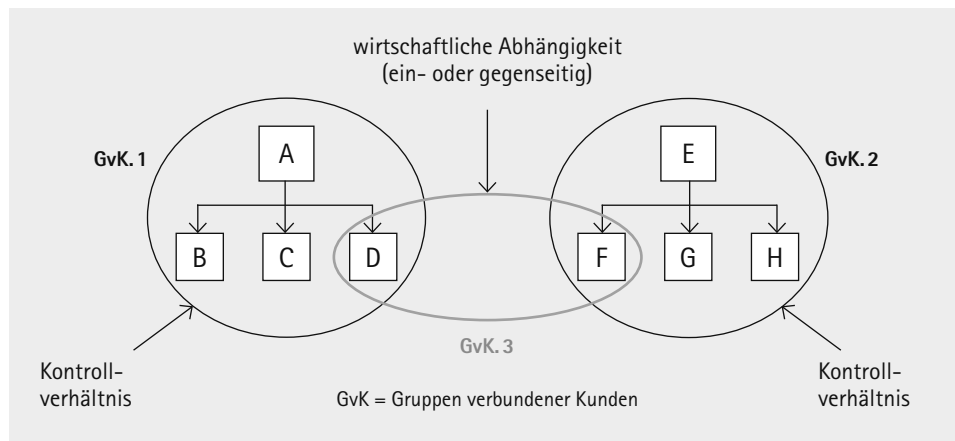 wirtschaftliche Abhängigkeit
(ein- oder gegenseitig)
GvK. 1
A
E
GvK. 2
B
C
D
F
G
H
GvK. 3
Kontroll-
verhältnis
GvK = Gruppen verbundener Kunden
Kontroll-
verhältnis